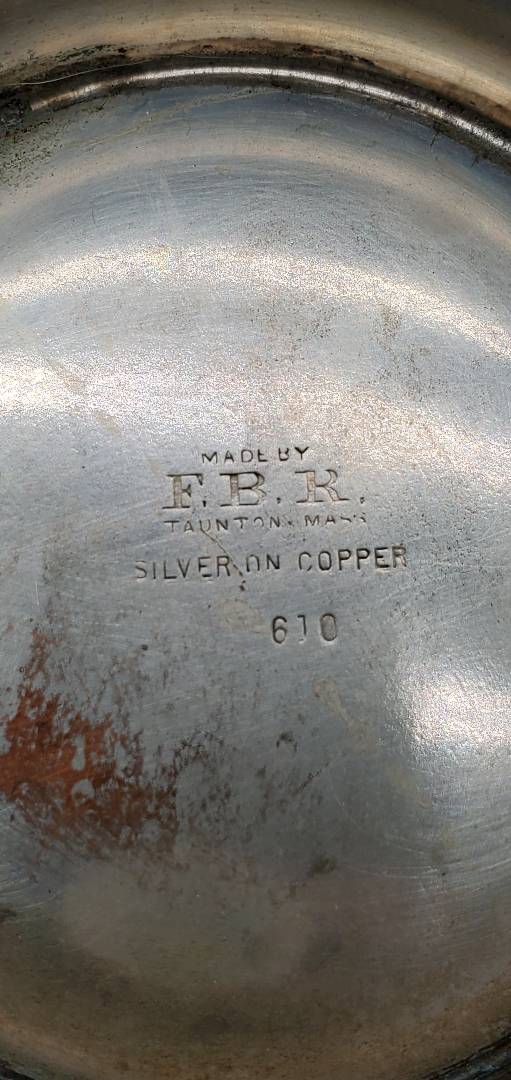 MADE BY
F. B. R.
TAUNTON, MASS.
SILVER ON COPPER
610